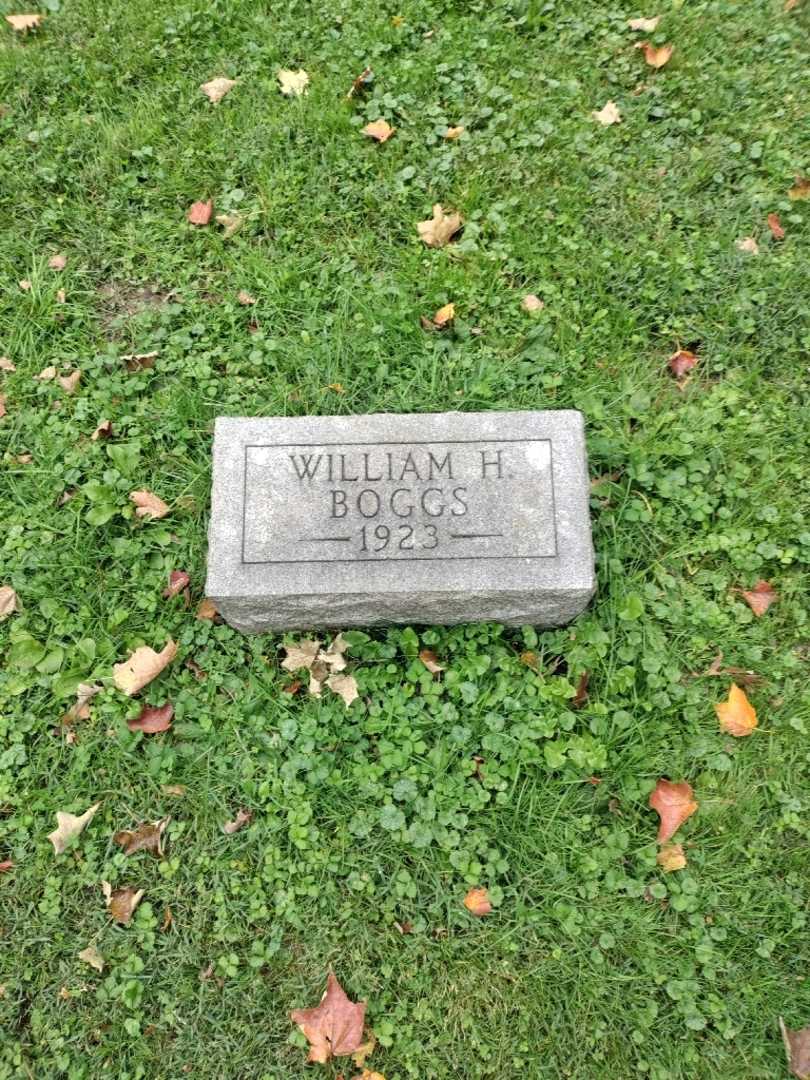 WILLIAM H.
BOGGS
— 1923 —